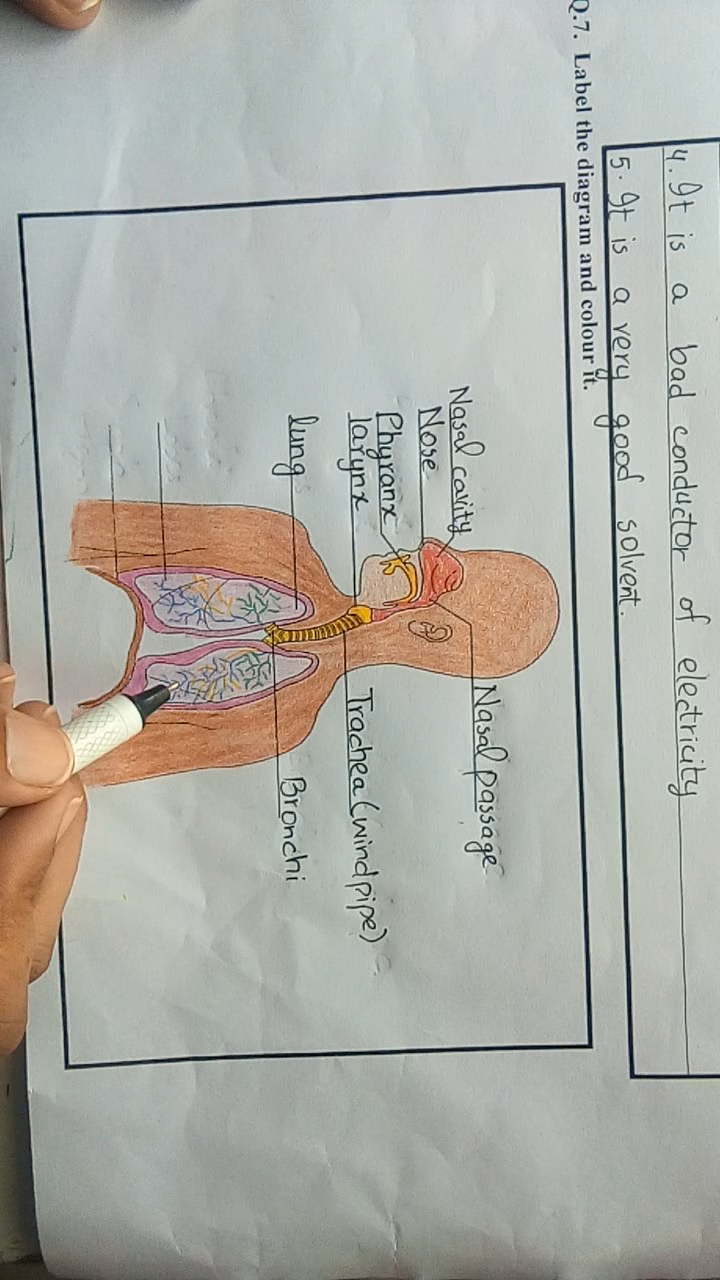 4. It is a bad conductor of electricity
5. It is a very good solvent.
Q.7. Label the diagram and colour it.
Nasal cavity
Nose
Nasal passage
Phyranx
larynx
Trachea (windpipe)
lung
Bronchi